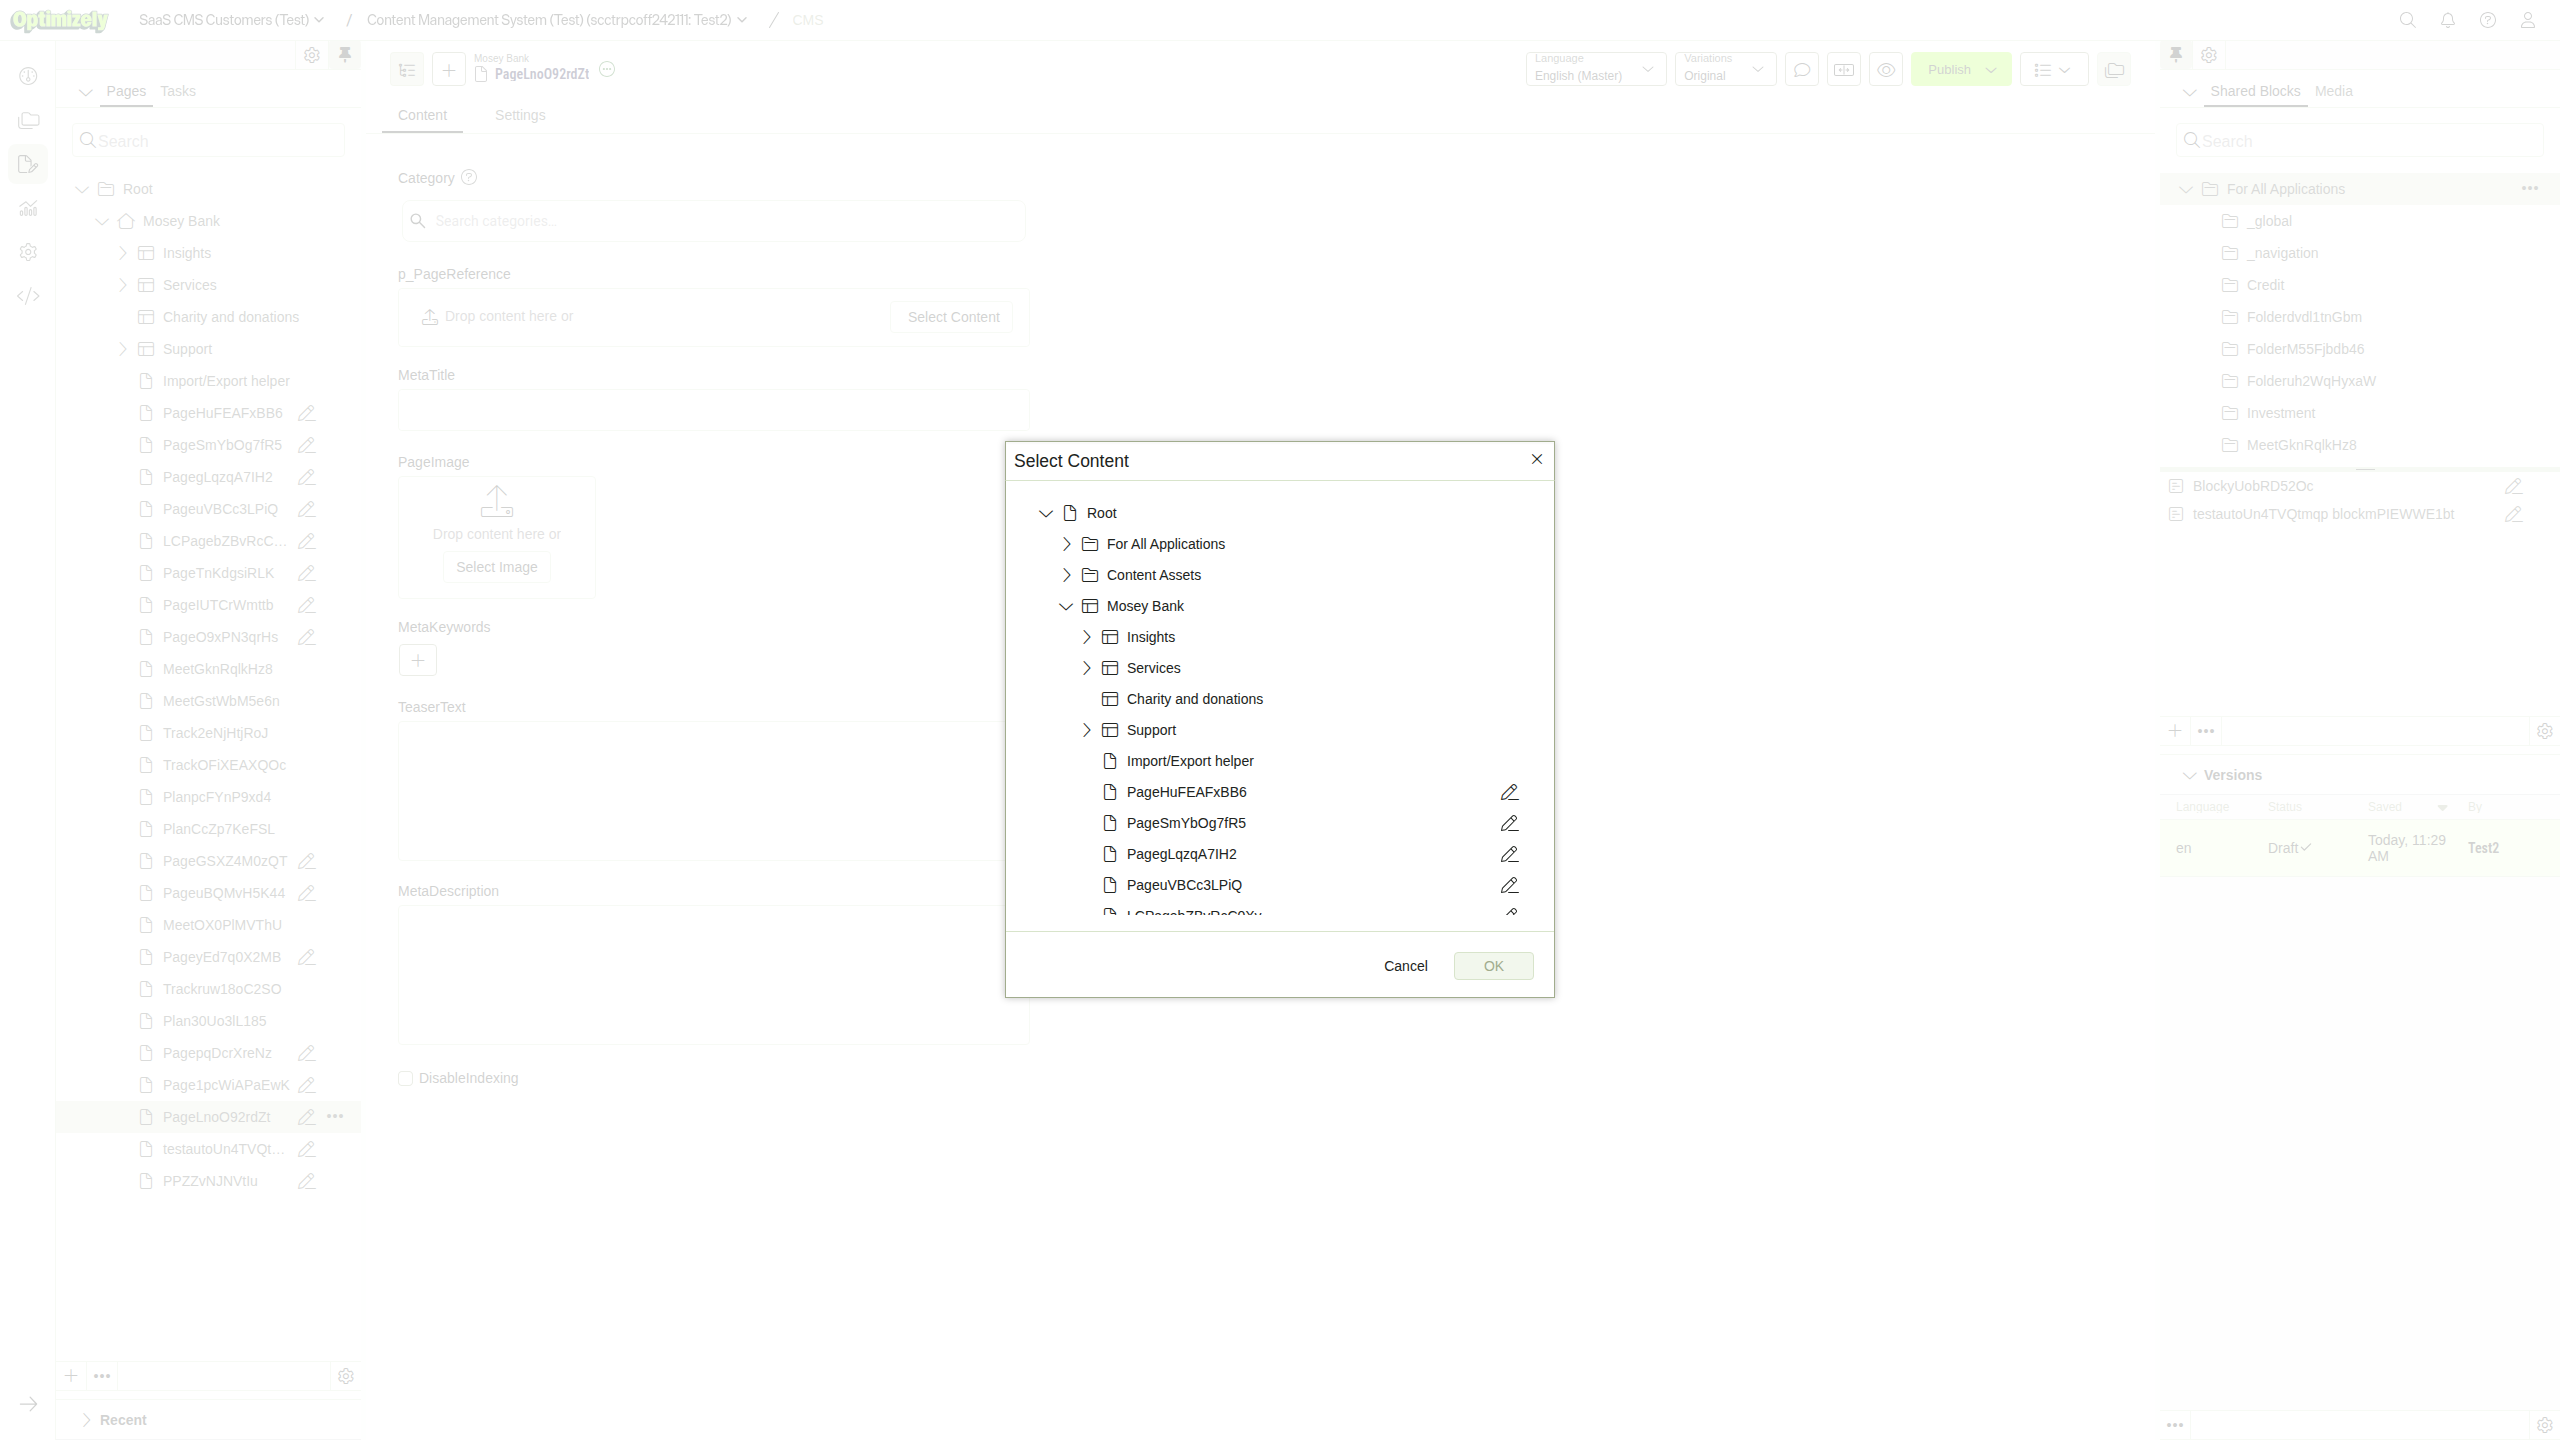 Optimizely
SaaS CMS Customers (Test)
/
Content Management System (Test) (scctrpcoff242111: Test2)
/
CMS
Pages
Tasks
Search
Root
Mosey Bank
Insights
Services
Charity and donations
Support
Import/Export helper
PageHuFEAFxBB6
PageSmYbOg7fR5
PagegLqzqA7IH2
PageuVBCc3LPiQ
LCPagebZBvRcC...
PageTnKdgsiRLK
PageIUTCrWmttb
PageO9xPN3qrHs
MeetGknRqlkHz8
MeetGstWbM5e6n
Track2eNjHtjRoJ
TrackOFiXEAXQOc
PlanpcFYnP9xd4
PlanCcZp7KeFSL
PageGSXZ4M0zQT
PageuBQMvH5K44
MeetOX0PlMVThU
PageyEd7q0X2MB
Trackruw18oC2SO
Plan30Uo3lL185
PagepqDcrXreNz
Page1pcWiAPaEwK
PageLnoO92rdZt
testautoUn4TVQt...
PPZZvNJNVtIu
Recent
Mosey Bank
PageLnoO92rdZt
Language
English (Master)
Variations
Original
Publish
Content
Settings
Category
Search categories...
p_PageReference
Drop content here or
Select Content
MetaTitle
PageImage
Drop content here or
Select Image
MetaKeywords
TeaserText
MetaDescription
DisableIndexing
Select Content
Root
For All Applications
Content Assets
Mosey Bank
Insights
Services
Charity and donations
Support
Import/Export helper
PageHuFEAFxBB6
PageSmYbOg7fR5
PagegLqzqA7IH2
PageuVBCc3LPiQ
Cancel
OK
Shared Blocks
Media
Search
For All Applications
_global
_navigation
Credit
Folderdvdl1tnGbm
FolderM55Fjbdb46
Folderuh2WqHyxaW
Investment
MeetGknRqlkHz8
BlockyUobRD52Oc
testautoUn4TVQtmqp blockmPIEWWE1bt
Versions
Language
Status
Saved
By
en
Draft
Today, 11:29
AM
Test2